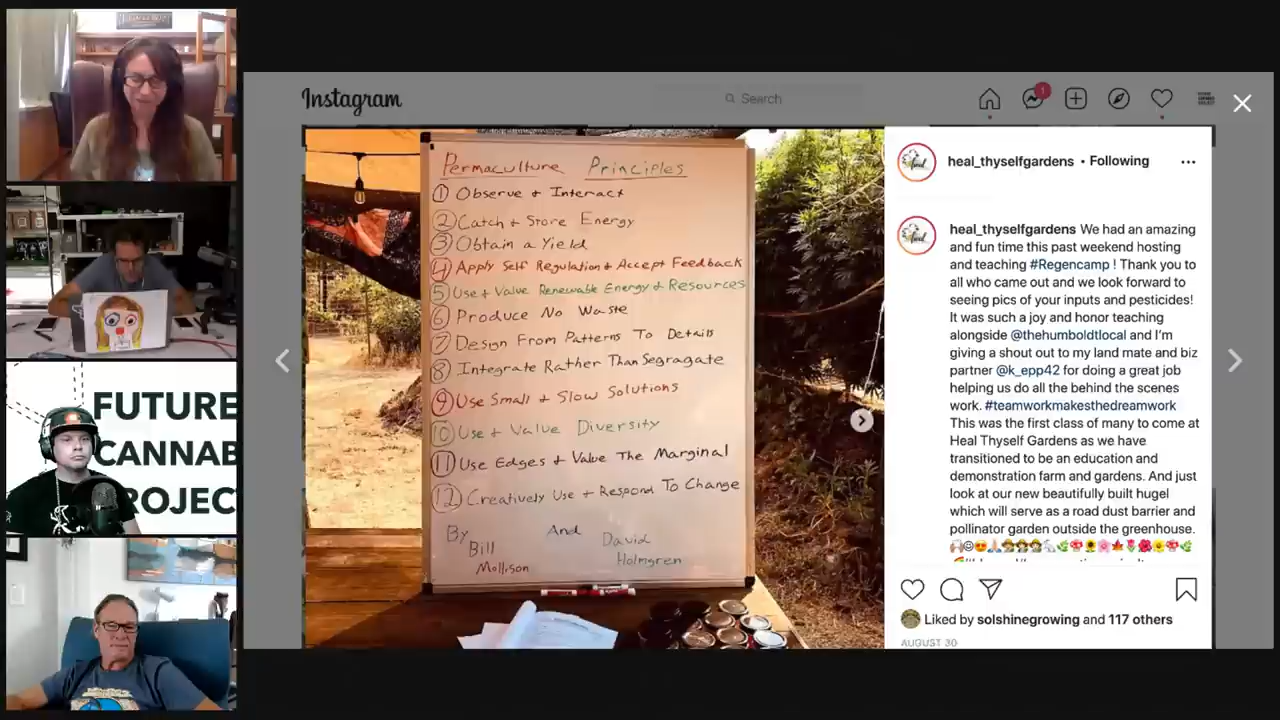 FUTURE
CANNAB
PROJEC
Instagram
Search
1
Permaculture Principles
1 Observe + Interact
2 Catch + Store Energy
3 Obtain a Yield
4 Apply Self Regulation + Accept Feedback
5 Use + Value Renewable Energy + Resources
6 Produce No Waste
7 Design From Patterns To Details
8 Integrate Rather Than Segragate
9 Use Small + Slow Solutions
10 Use + Value Diversity
11 Use Edges + Value The Marginal
12 Creatively Use + Respond To Change
By Bill Mollison And David Holmgren
heal_thyselfgardens • Following
heal_thyselfgardens We had an amazing
and fun time this past weekend hosting
and teaching #Regencamp ! Thank you to
all who came out and we look forward to
seeing pics of your inputs and pesticides!
It was such a joy and honor teaching
alongside @thehumboldtlocal and I'm
giving a shout out to my land mate and biz
partner @k_epp42 for doing a great job
helping us do all the behind the scenes
work. #teamworkmakesthedreamwork
This was the first class of many to come at
Heal Thyself Gardens as we have
transitioned to be an education and
demonstration farm and gardens. And just
look at our new beautifully built hugel
which will serve as a road dust barrier and
pollinator garden outside the greenhouse.
Liked by solshinegrowing and 117 others
AUGUST 30